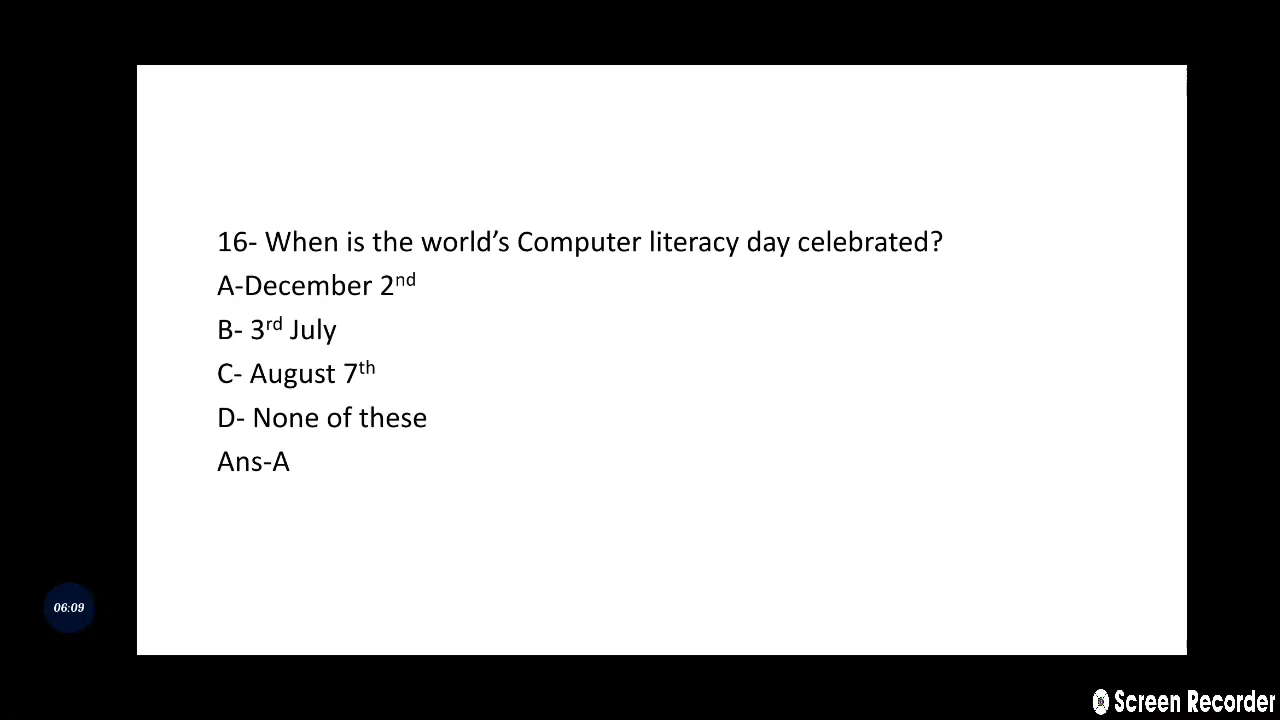 16- When is the world’s Computer literacy day celebrated?
A-December 2nd
B- 3rd July
C- August 7th
D- None of these
Ans-A
06:09
Screen Recorder